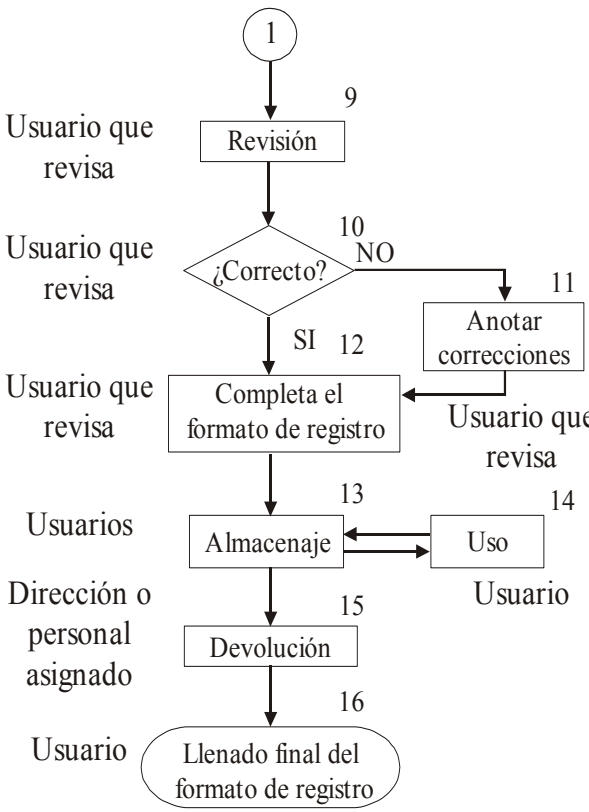 1
9
Usuario que
revisa
Revisión
10
Usuario que
revisa
¿Correcto?
NO
11
Anotar
correcciones
SI
12
Usuario que
revisa
Completa el
formato de registro
Usuario que
revisa
13
14
Usuarios
Almacenaje
Uso
Usuario
Dirección o
personal
asignado
15
Devolución
16
Usuario
Llenado final del
formato de registro